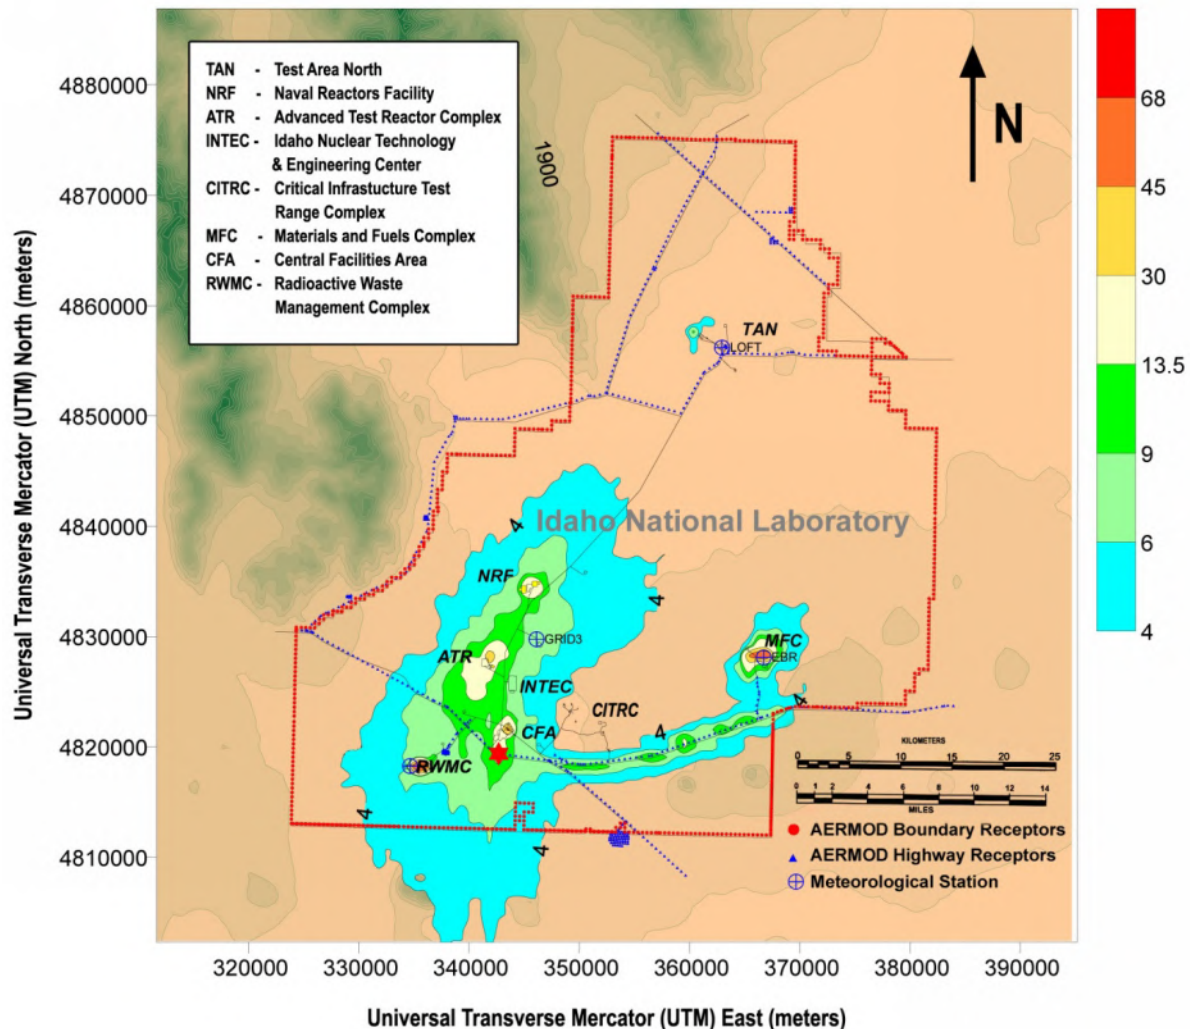 TAN - Test Area North
NRF - Naval Reactors Facility
ATR - Advanced Test Reactor Complex
INTEC - Idaho Nuclear Technology
& Engineering Center
CITRC - Critical Infrastucture Test
Range Complex
MFC - Materials and Fuels Complex
CFA - Central Facilities Area
RWMC - Radioactive Waste
Management Complex
N
1900
68
45
30
13.5
9
6
4
4880000
4870000
4860000
4850000
4840000
4830000
4820000
4810000
Universal Transverse Mercator (UTM) North (meters)
TAN
LOFT
4
Idaho National Laboratory
NRF
4
GRID3
ATR
MFC
EBR
INTEC
4
CITRC
CFA
4
RWMC
4
4
KILOMETERS
0 5 10 15 20 25
0 1 2 4 6 8 10 12 14
MILES
AERMOD Boundary Receptors
AERMOD Highway Receptors
Meteorological Station
320000 330000 340000 350000 360000 370000 380000 390000
Universal Transverse Mercator (UTM) East (meters)